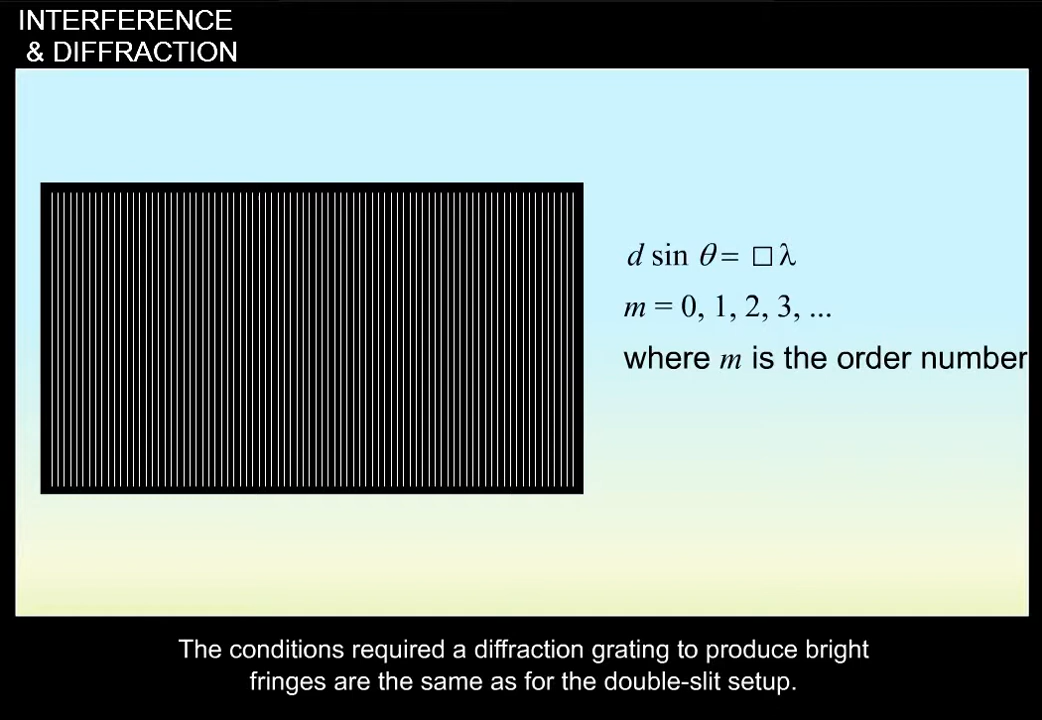 INTERFERENCE
& DIFFRACTION
d sin θ = □ λ
m = 0, 1, 2, 3, ...
where m is the order number
The conditions required a diffraction grating to produce bright
fringes are the same as for the double-slit setup.